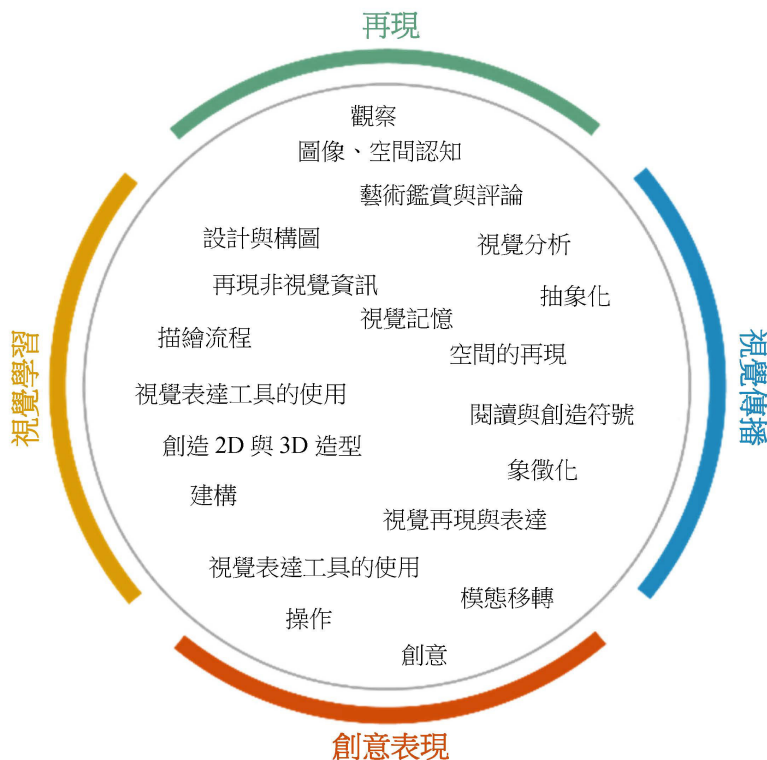 再現
觀察
圖像、空間認知
藝術鑑賞與評論
設計與構圖
視覺分析
再現非視覺資訊
抽象化
視覺記憶
描繪流程
空間的再現
視覺學習
視覺傳播
視覺表達工具的使用
閱讀與創造符號
創造 2D 與 3D 造型
象徵化
建構
視覺再現與表達
視覺表達工具的使用
模態移轉
操作
創意
創意表現